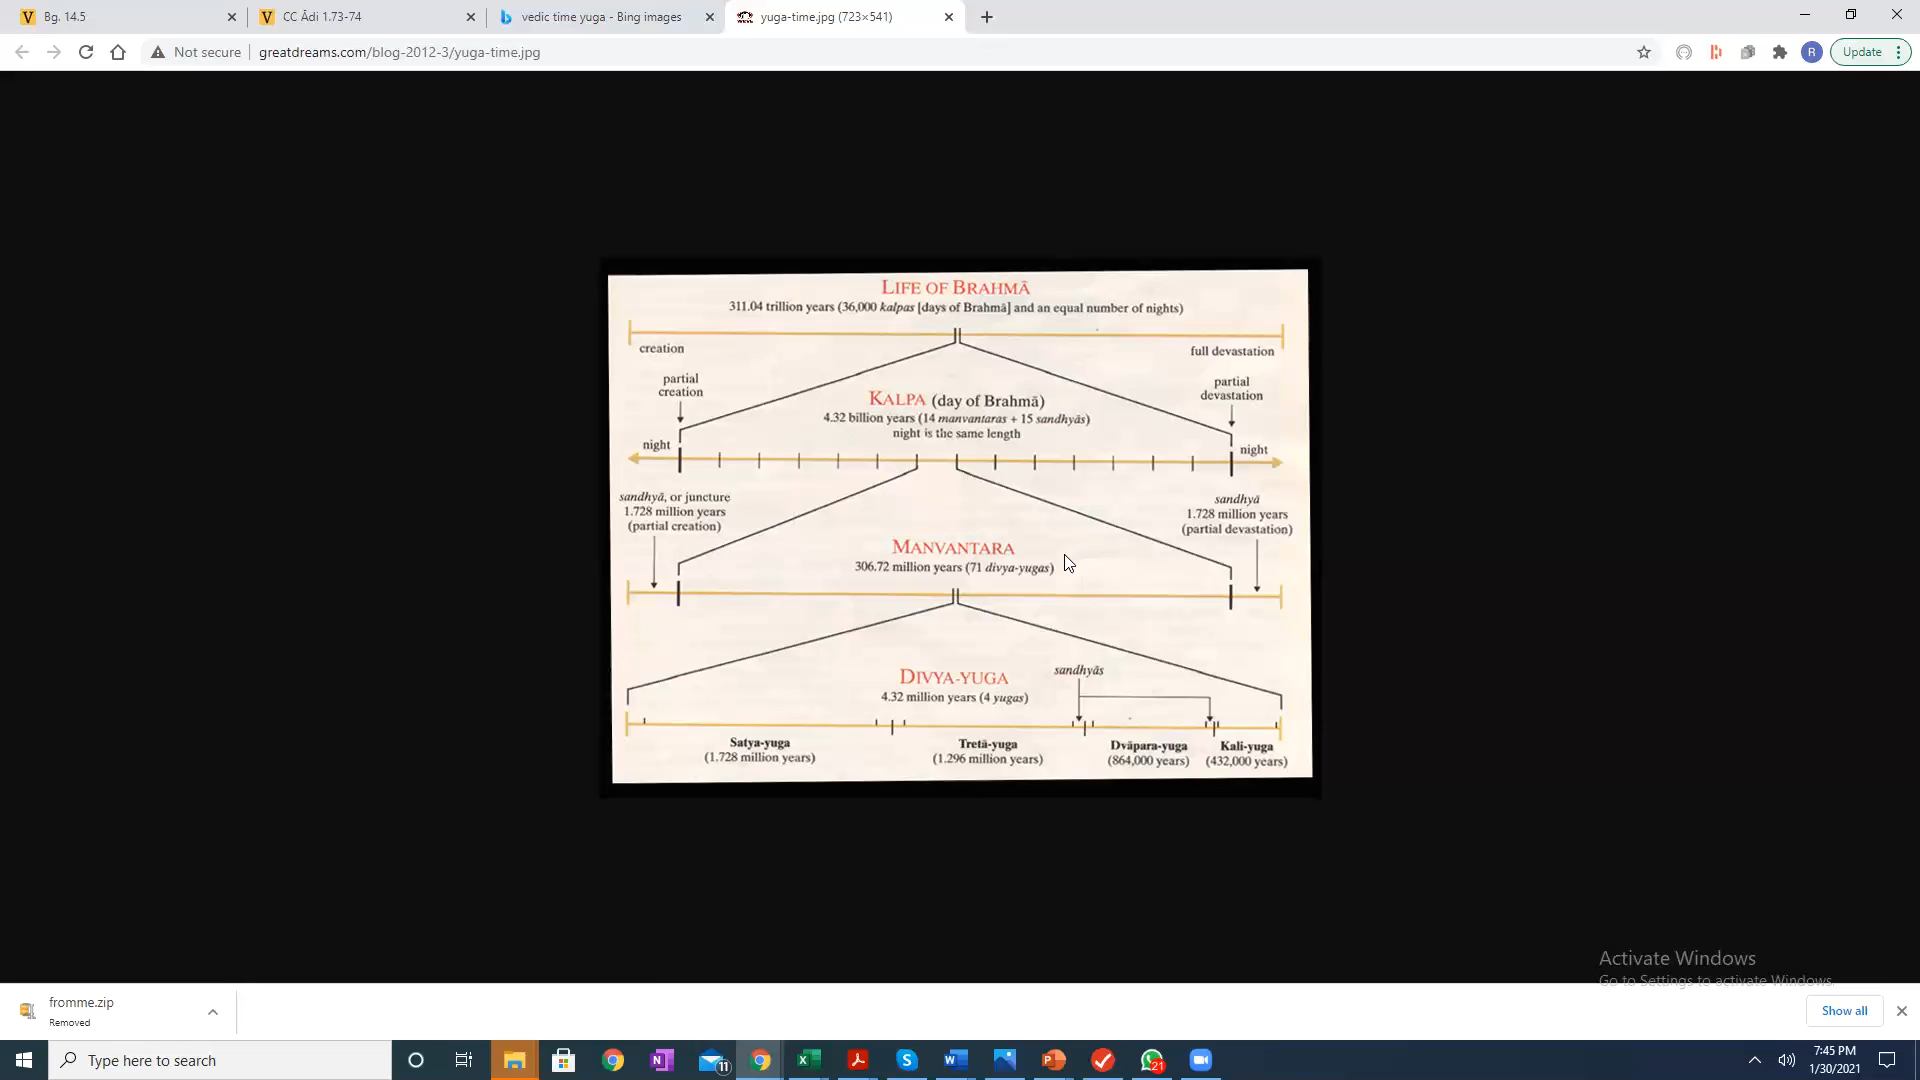 Bg. 14.5
CC Ādi 1.73-74
vedic time yuga - Bing images
yuga-time.jpg (723×541)
Not secure
greatdreams.com/blog-2012-3/yuga-time.jpg
R
Update
LIFE OF BRAHMĀ
311.04 trillion years (36,000 kalpas [days of Brahmā] and an equal number of nights)
creation
full devastation
partial
creation
partial
devastation
KALPA (day of Brahmā)
4.32 billion years (14 manvantaras + 15 sandhyās)
night is the same length
night
night
sandhyā, or juncture
1.728 million years
(partial creation)
sandhyā
1.728 million years
(partial devastation)
MANVANTARA
306.72 million years (71 divya-yugas)
DIVYA-YUGA
4.32 million years (4 yugas)
sandhyās
Satya-yuga
(1.728 million years)
Tretā-yuga
(1.296 million years)
Dvāpara-yuga
(864,000 years)
Kali-yuga
(432,000 years)
Activate Windows
Go to Settings to activate Windows.
fromme.zip
Removed
Show all
Type here to search
11
21
7:45 PM
1/30/2021